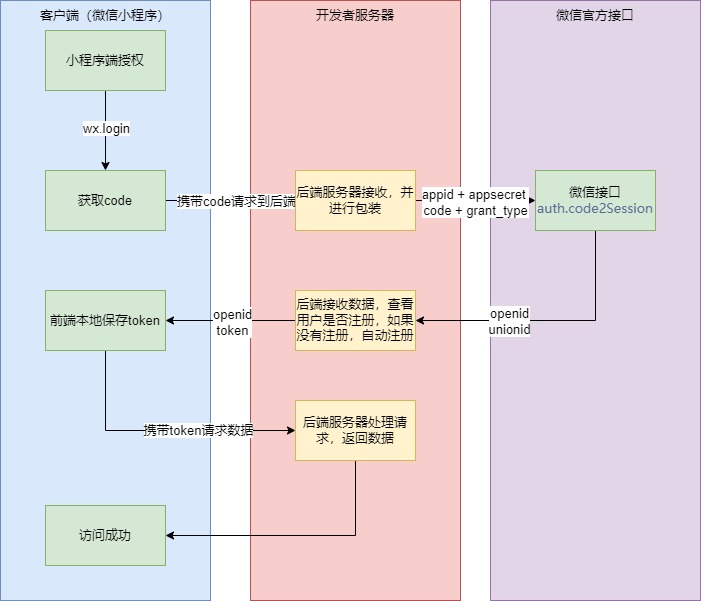 客户端（微信小程序）
开发者服务器
微信官方接口
小程序端授权
wx.login
获取code
携带code请求到后端
后端服务器接收，并
进行包装
appid + appsecret
code + grant_type
微信接口
auth.code2Session
前端本地保存token
openid
token
后端接收数据，查看
用户是否注册，如果
没有注册，自动注册
openid
unionid
携带token请求数据
后端服务器处理请
求，返回数据
访问成功